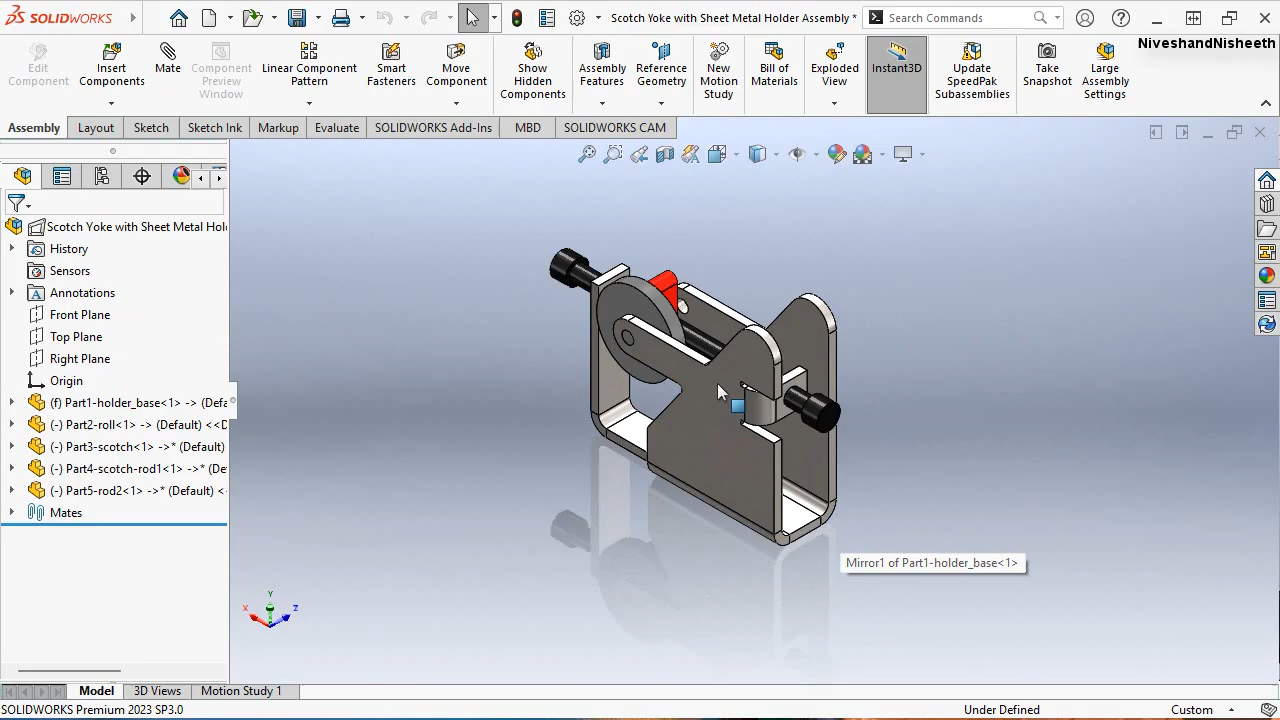 SOLIDWORKS
Scotch Yoke with Sheet Metal Holder Assembly *
Search Commands
NiveshandNisheeth
Edit Component
Insert Components
Mate
Component Preview Window
Linear Component Pattern
Smart Fasteners
Move Component
Show Hidden Components
Assembly Features
Reference Geometry
New Motion Study
Bill of Materials
Exploded View
Instant3D
Update SpeedPak Subassemblies
Take Snapshot
Large Assembly Settings
Assembly
Layout
Sketch
Sketch Ink
Markup
Evaluate
SOLIDWORKS Add-Ins
MBD
SOLIDWORKS CAM
Scotch Yoke with Sheet Metal Hol
History
Sensors
Annotations
Front Plane
Top Plane
Right Plane
Origin
(f) Part1-holder_base<1> -> (Defa
(-) Part2-roll<1> -> (Default) <<D
(-) Part3-scotch<1> ->* (Default)
(-) Part4-scotch-rod1<1> ->* (De
(-) Part5-rod2<1> ->* (Default) <
Mates
Mirror1 of Part1-holder_base<1>
Y
X
Z
Model
3D Views
Motion Study 1
SOLIDWORKS Premium 2023 SP3.0
Under Defined
Custom